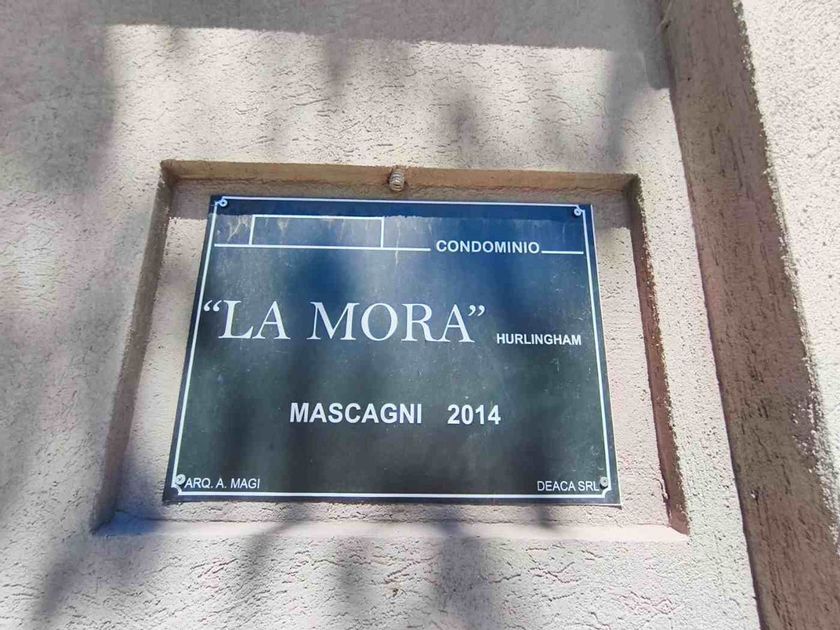 CONDOMINIO
“LA MORA” HURLINGHAM
MASCAGNI 2014
ARQ. A. MAGI DEACA SRL